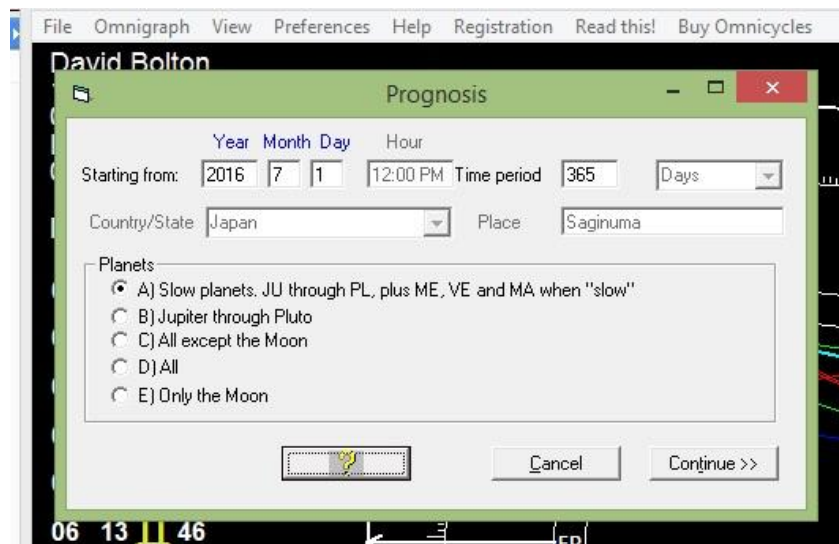 File Omnigraph View Preferences Help Registration Read this! Buy Omnicycles
David Bolton
Prognosis
Year Month Day Hour
Starting from: 2016 7 1 12:00 PM Time period 365 Days
Country/State Japan Place Saginuma
Planets
A) Slow planets. JU through PL, plus ME, VE and MA when "slow"
B) Jupiter through Pluto
C) All except the Moon
D) All
E) Only the Moon
? Cancel Continue >>
06 13 46